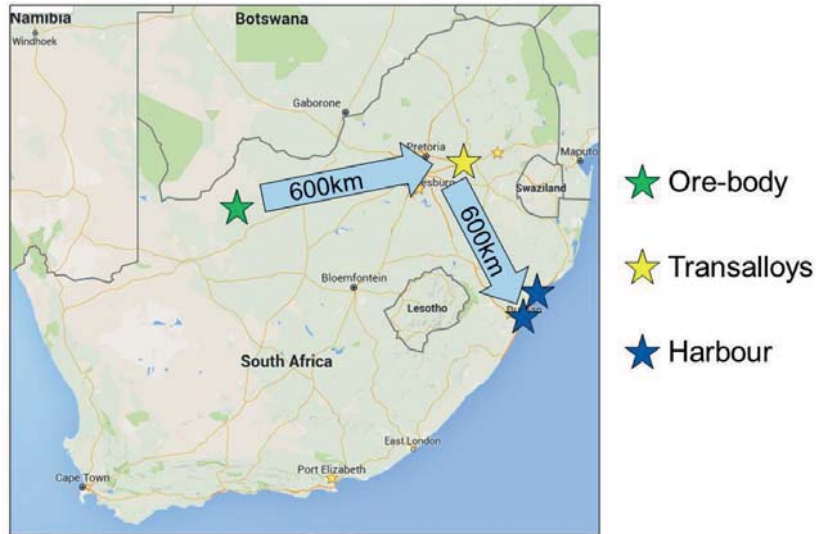 Namibia
Botswana
Windhoek
Gaborone
Pretoria
Maputo
600km
esburg
Swaziland
600km
Bloemfontein
Lesotho
South Africa
East London
Port Elizabeth
Cape Town
Ore-body
Transalloys
Harbour